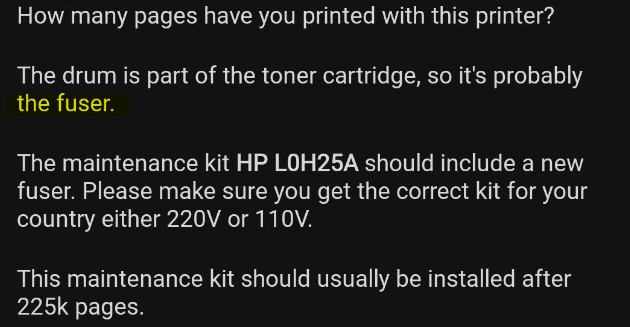 How many pages have you printed with this printer?
The drum is part of the toner cartridge, so it's probably
the fuser.
The maintenance kit HP L0H25A should include a new
fuser. Please make sure you get the correct kit for your
country either 220V or 110V.
This maintenance kit should usually be installed after
225k pages.